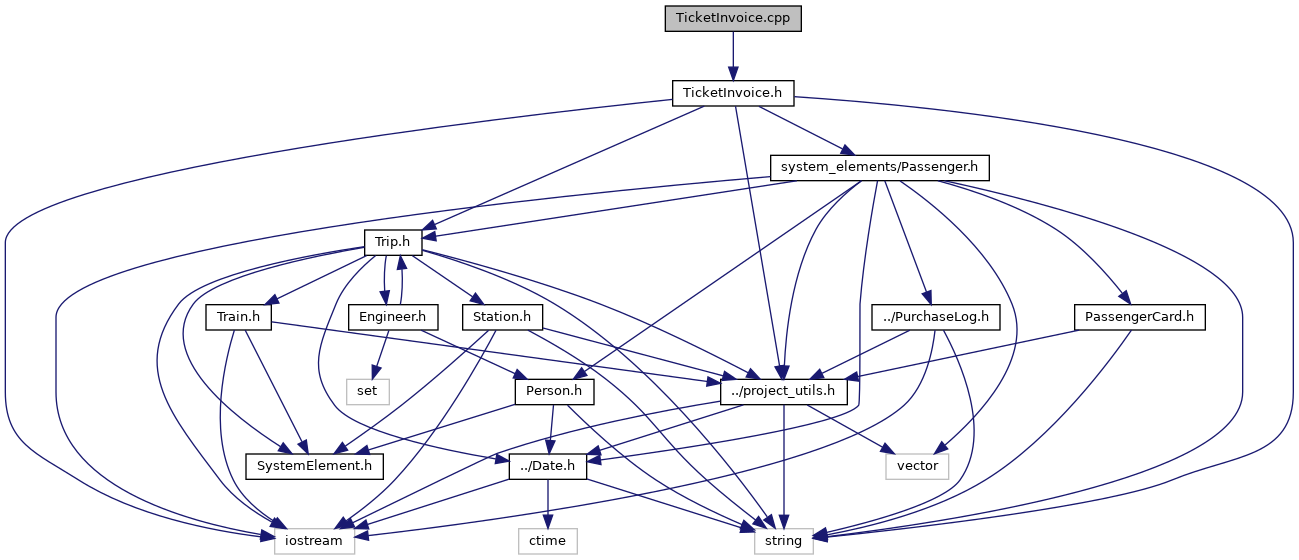 TicketInvoice.cpp
TicketInvoice.h
system_elements/Passenger.h
Trip.h
Train.h
Engineer.h
Station.h
../PurchaseLog.h
PassengerCard.h
set
Person.h
../project_utils.h
SystemElement.h
../Date.h
vector
iostream
ctime
string